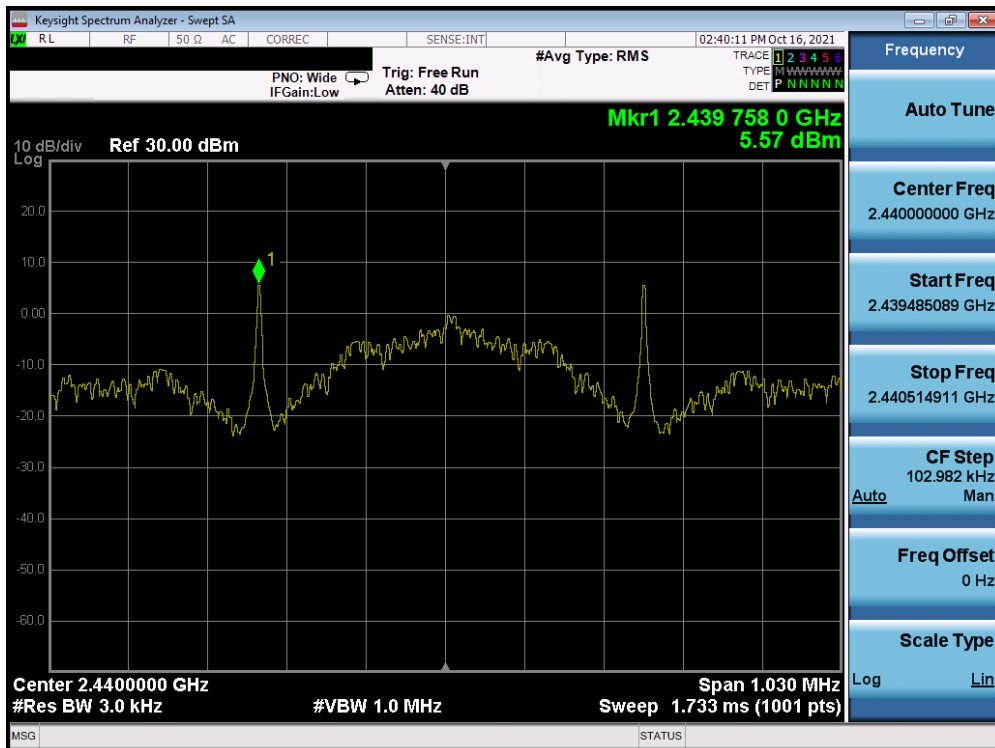 Keysight Spectrum Analyzer - Swept SA
LXI RL RF 50 Ω AC CORREC SENSE:INT 02:40:11 PM Oct 16, 2021
#Avg Type: RMS TRACE 1 2 3 4 5 6
PNO: Wide Trig: Free Run TYPE M WWWWW
IFGain:Low Atten: 40 dB DET P N N N N N
Mkr1 2.439 758 0 GHz
5.57 dBm
10 dB/div Ref 30.00 dBm
Log
1
20.0
10.0
0.00
-10.0
-20.0
-30.0
-40.0
-50.0
-60.0
Center 2.4400000 GHz Span 1.030 MHz
#Res BW 3.0 kHz #VBW 1.0 MHz Sweep 1.733 ms (1001 pts)
MSG STATUS
Frequency
Auto Tune
Center Freq
2.440000000 GHz
Start Freq
2.439485089 GHz
Stop Freq
2.440514911 GHz
CF Step
102.982 kHz
Auto Man
Freq Offset
0 Hz
Scale Type
Log Lin